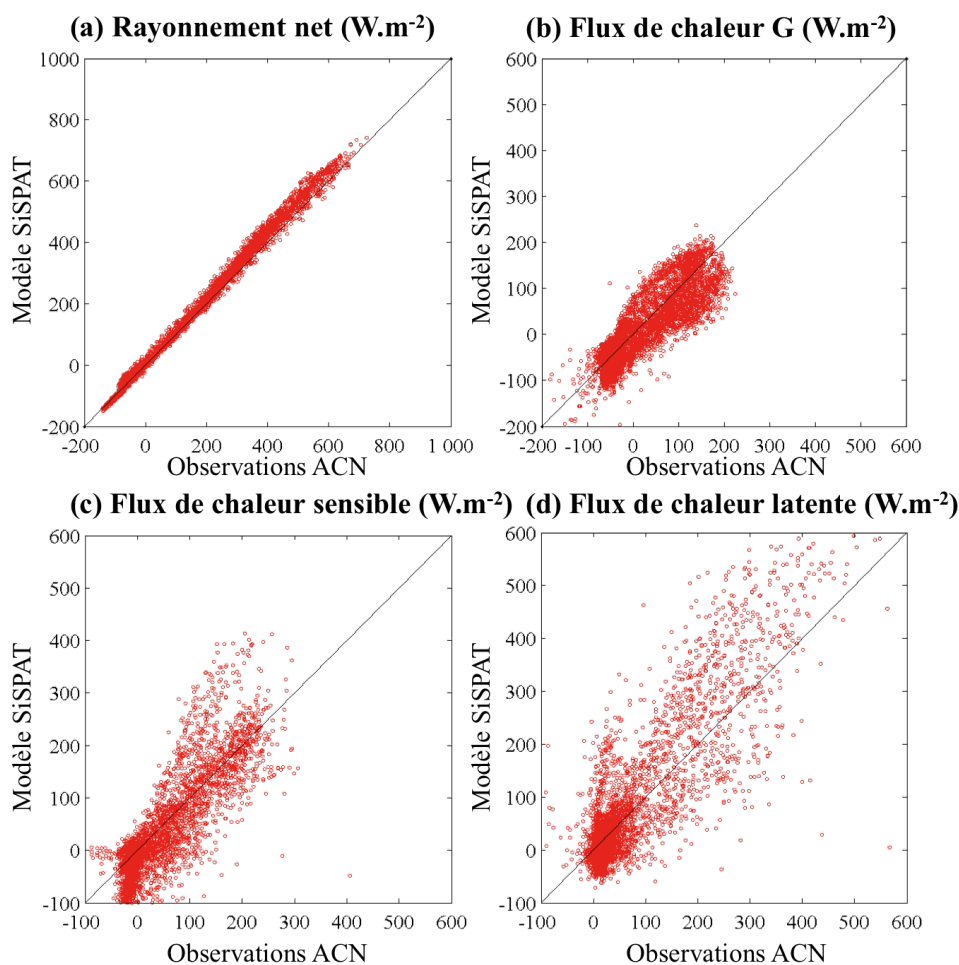 (a) Rayonnement net (W.m-2)
1000
800
600
400
200
0
-200
-200 0 200 400 600 800 1 000
Modèle SiSPAT
Observations ACN
(b) Flux de chaleur G (W.m-2)
600
500
400
300
200
100
0
-100
-200
-200 -100 0 100 200 300 400 500 600
Modèle SiSPAT
Observations ACN
(c) Flux de chaleur sensible (W.m-2)
600
500
400
300
200
100
0
-100
-100 0 100 200 300 400 500 600
Modèle SiSPAT
Observations ACN
(d) Flux de chaleur latente (W.m-2)
600
500
400
300
200
100
0
-100
-100 0 100 200 300 400 500 600
Modèle SiSPAT
Observations ACN